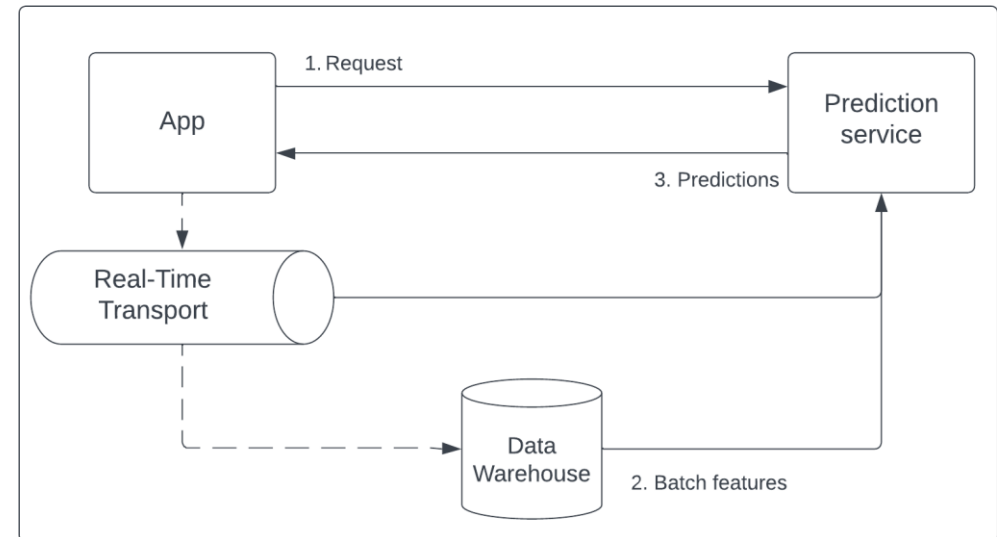 1. Request
App
Prediction
service
3. Predictions
Real-Time
Transport
Data
Warehouse
2. Batch features